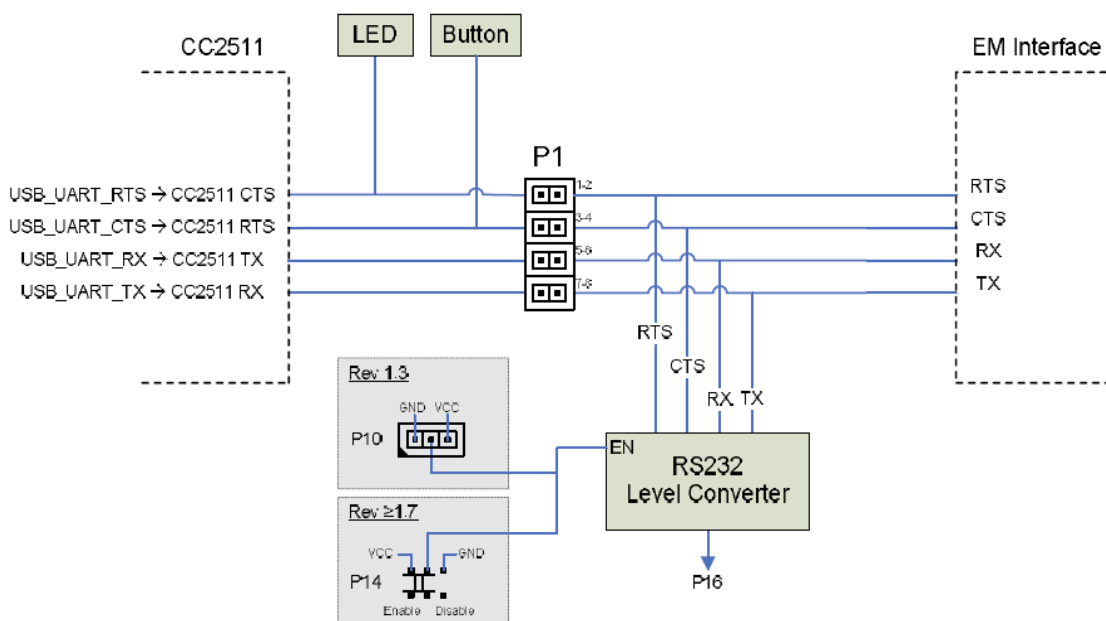 LED
Button
CC2511
EM Interface
P1
USB_UART_RTS → CC2511 CTS
1-2
RTS
USB_UART_CTS → CC2511 RTS
3-4
CTS
USB_UART_RX → CC2511 TX
5-6
RX
USB_UART_TX → CC2511 RX
7-8
TX
RTS
CTS
RX
TX
Rev 1.3
GND
VCC
P10
EN
RS232
Level Converter
Rev ≥1.7
VCC
GND
P14
Enable
Disable
P16